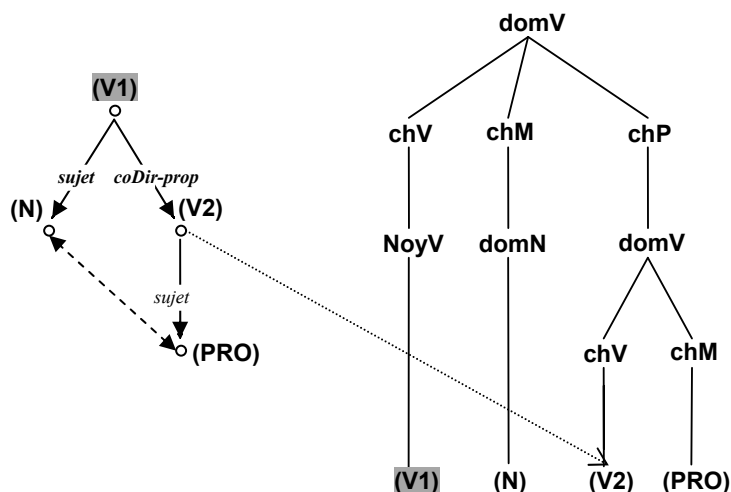 domV
(V1)
chV chM chP
sujet coDir-prop
(N) (V2)
NoyV domN domV
sujet
(PRO)
chV chM
(V1) (N) (V2) (PRO)